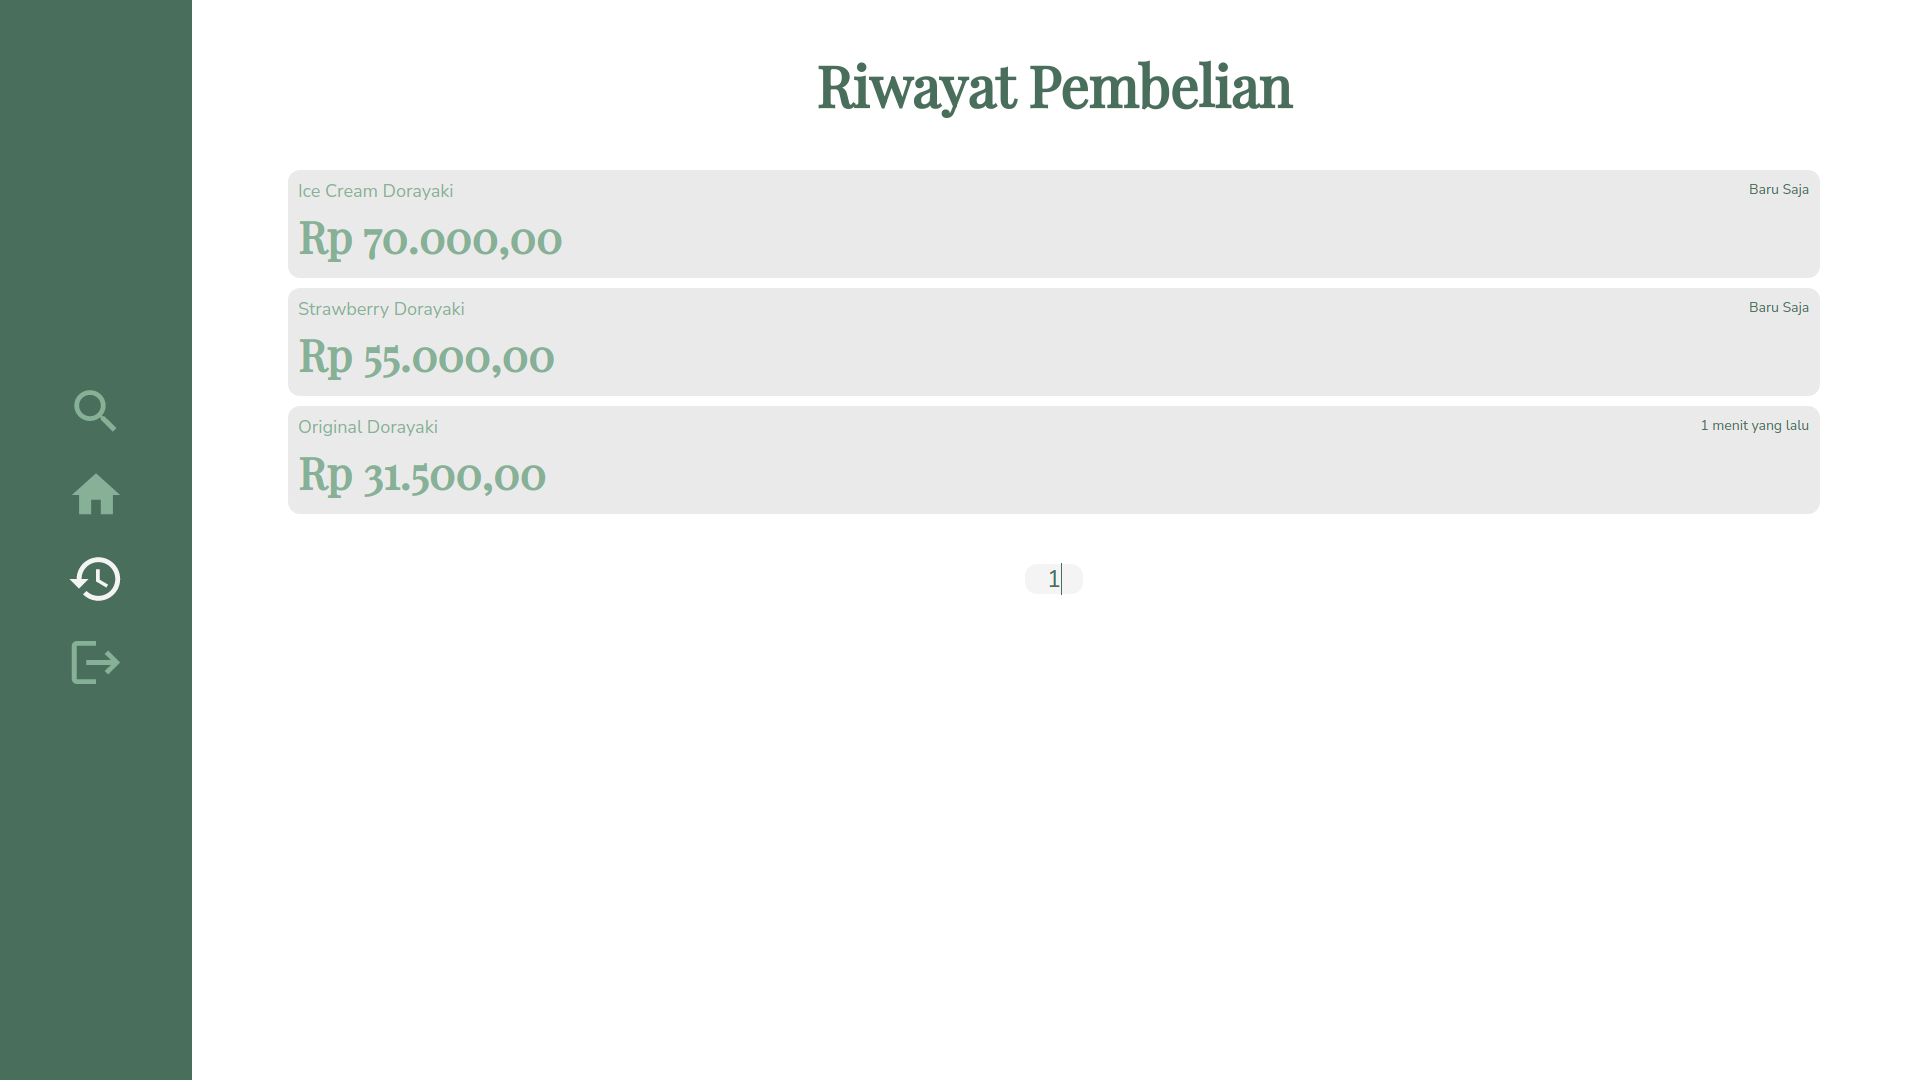 Riwayat Pembelian
Ice Cream Dorayaki
Baru Saja
Rp 70.000,00
Strawberry Dorayaki
Baru Saja
Rp 55.000,00
Original Dorayaki
1 menit yang lalu
Rp 31.500,00
1